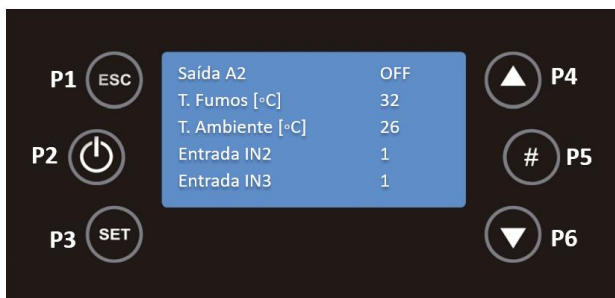 P1 ESC
Saída A2 OFF
P4
T. Fumos [°C] 32
T. Ambiente [°C] 26
P2
# P5
Entrada IN2 1
Entrada IN3 1
P3 SET
P6